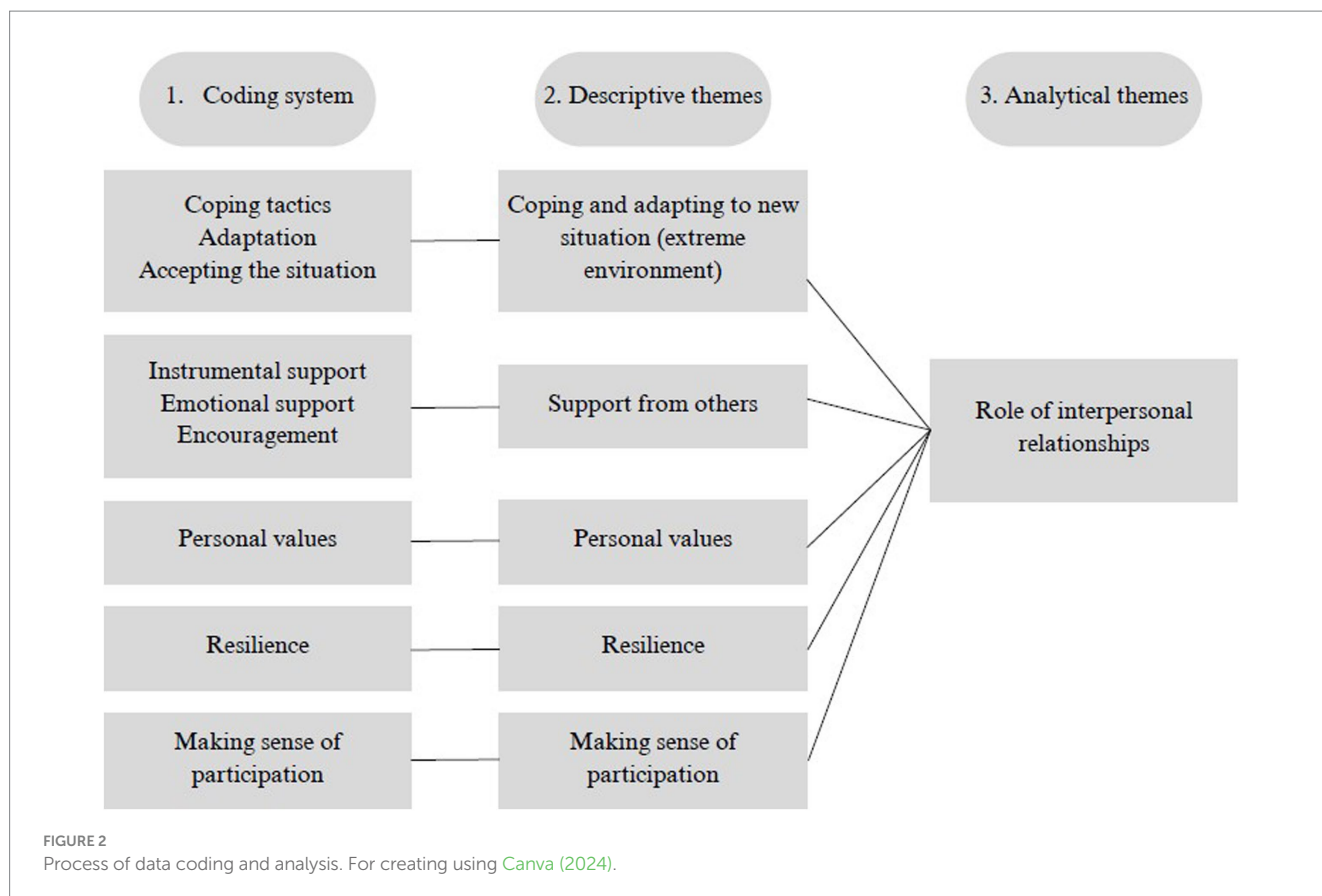 1. Coding system
2. Descriptive themes
3. Analytical themes
Coping tactics
Adaptation
Accepting the situation
Coping and adapting to new
situation (extreme
environment)
Instrumental support
Emotional support
Encouragement
Support from others
Role of interpersonal
relationships
Personal values
Personal values
Resilience
Resilience
Making sense of
participation
Making sense of
participation
FIGURE 2
Process of data coding and analysis. For creating using Canva (2024).